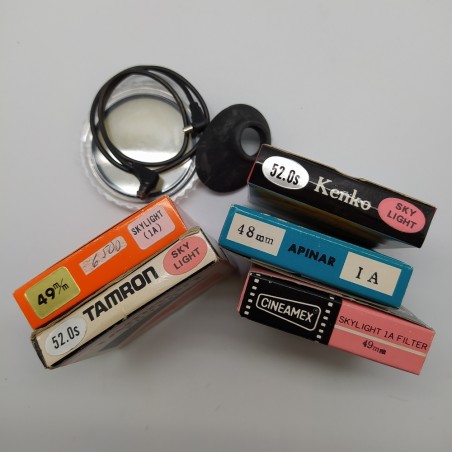 52.0s
Kenko
SKY
LIGHT
48mm
APINAR
1A
CINEAMEX
SKYLIGHT 1A FILTER
49mm
49m/m
SKYLIGHT
(1A)
52.0s
TAMRON
SKY
LIGHT